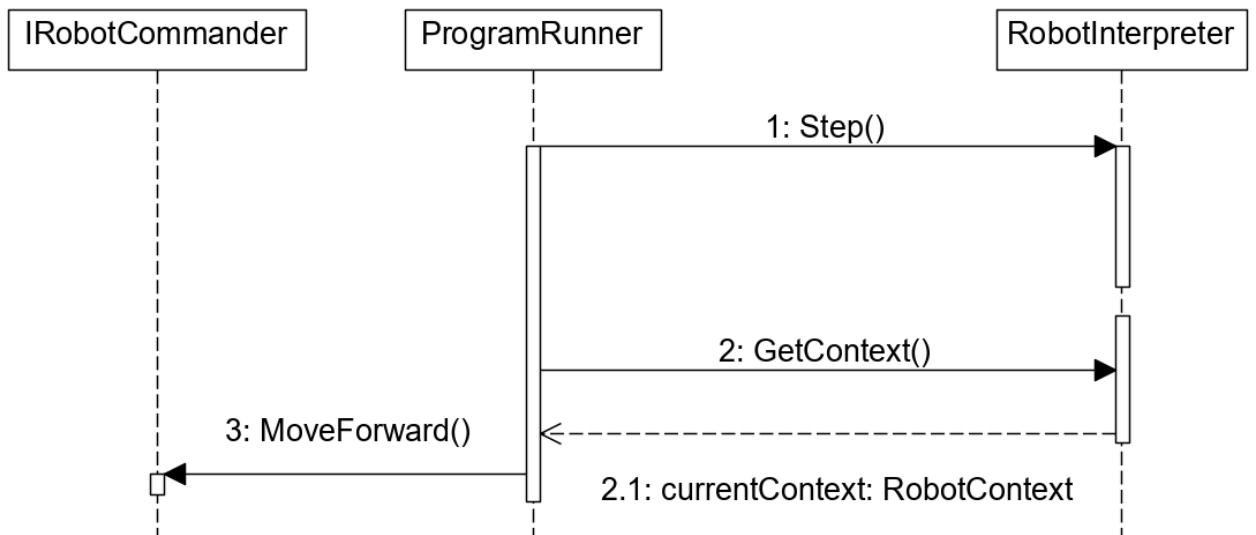 IRobotCommander
ProgramRunner
RobotInterpreter
1: Step()
2: GetContext()
3: MoveForward()
2.1: currentContext: RobotContext